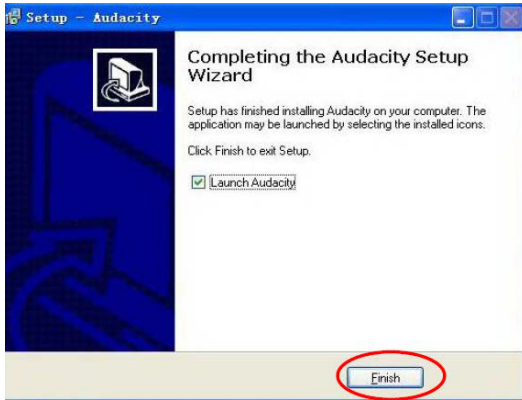 Setup - Audacity
Completing the Audacity Setup
Wizard
Setup has finished installing Audacity on your computer. The
application may be launched by selecting the installed icons.
Click Finish to exit Setup.
Launch Audacity
Finish